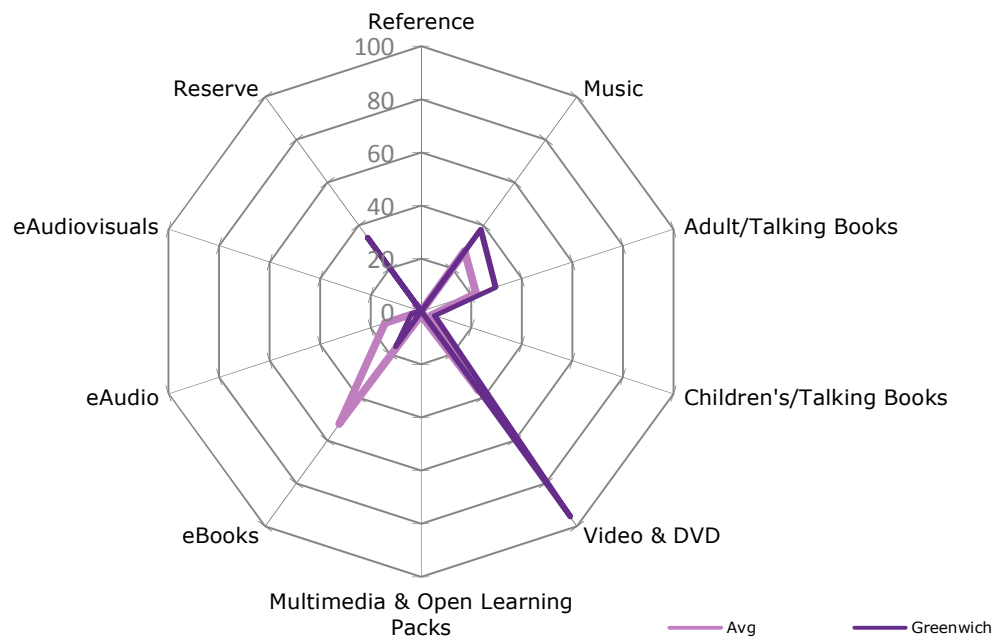 Reference
100
Reserve
Music
80
60
eAudiovisuals
40
Adult/Talking Books
20
0
eAudio
Children's/Talking Books
eBooks
Video & DVD
Multimedia & Open Learning
Packs
Avg
Greenwich